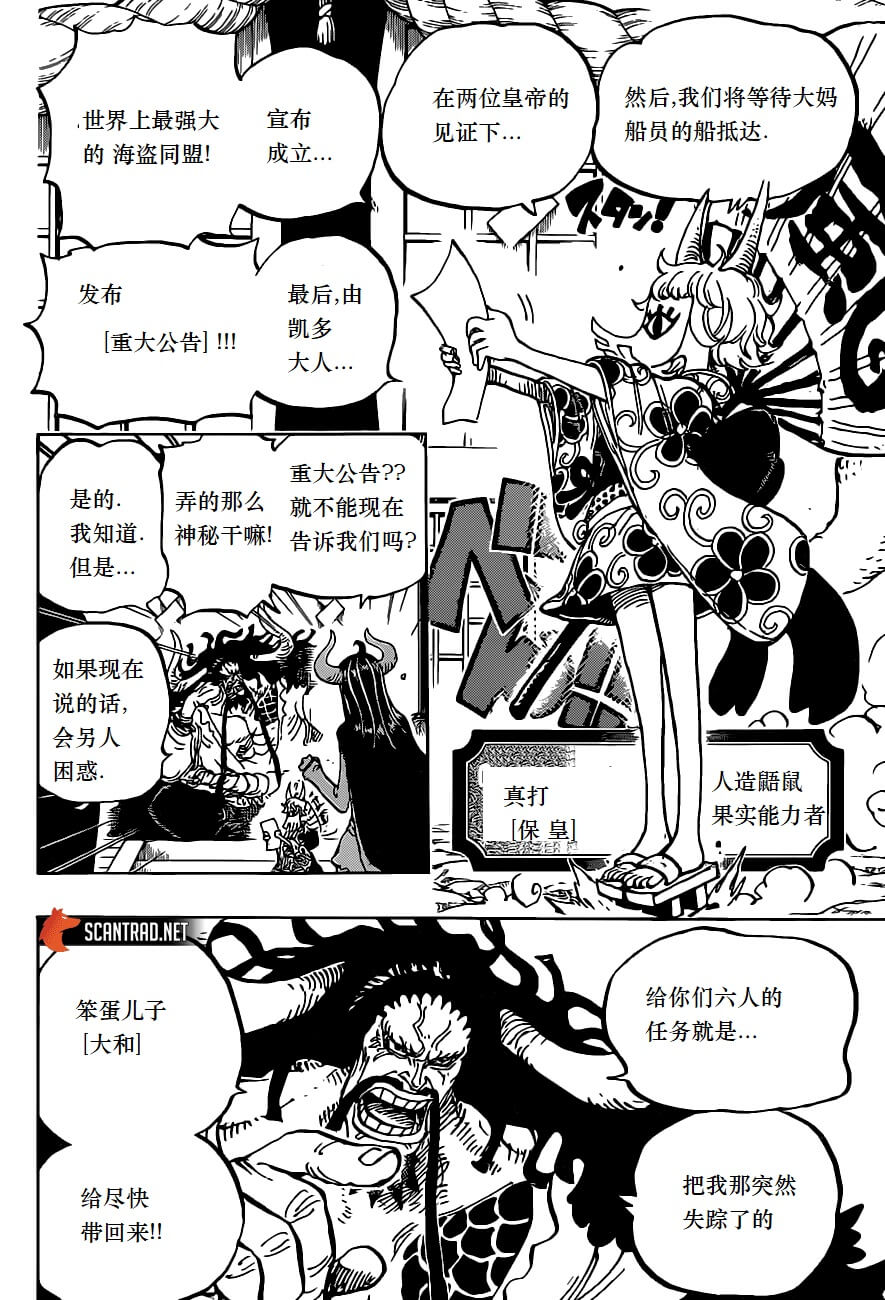 然后,我们将等待大妈
船员的船抵达.
在两位皇帝的
见证下...
宣布
成立...
世界上最强大
的 海盗同盟!
スタッ!
最后,由
凯多
大人...
发布
[重大公告] !!!
人造鼯鼠
果实能力者
真打
[保 皇]
重大公告??
就不能现在
告诉我们吗?
弄的那么
神秘干嘛!
是的.
我知道.
但是...
如果现在
说的话,
会另人
困惑.
SCANTRAD.NET
给你们六人的
任务就是...
把我那突然
失踪了的
笨蛋儿子
[大和]
给尽快
带回来!!